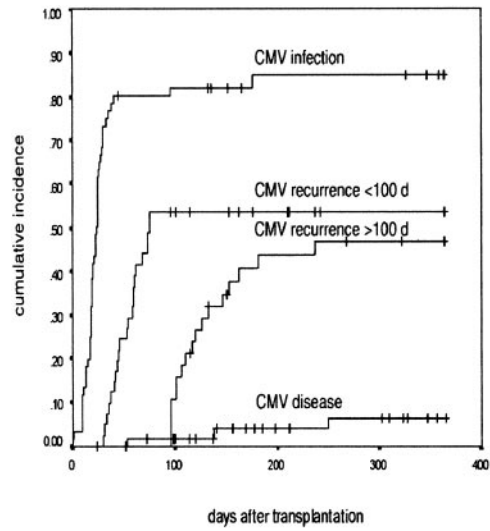 1.00
.90
.80
.70
.60
.50
.40
.30
.20
.10
0.00
cumulative incidence
CMV infection
CMV recurrence <100 d
CMV recurrence >100 d
CMV disease
0
100
200
300
400
days after transplantation